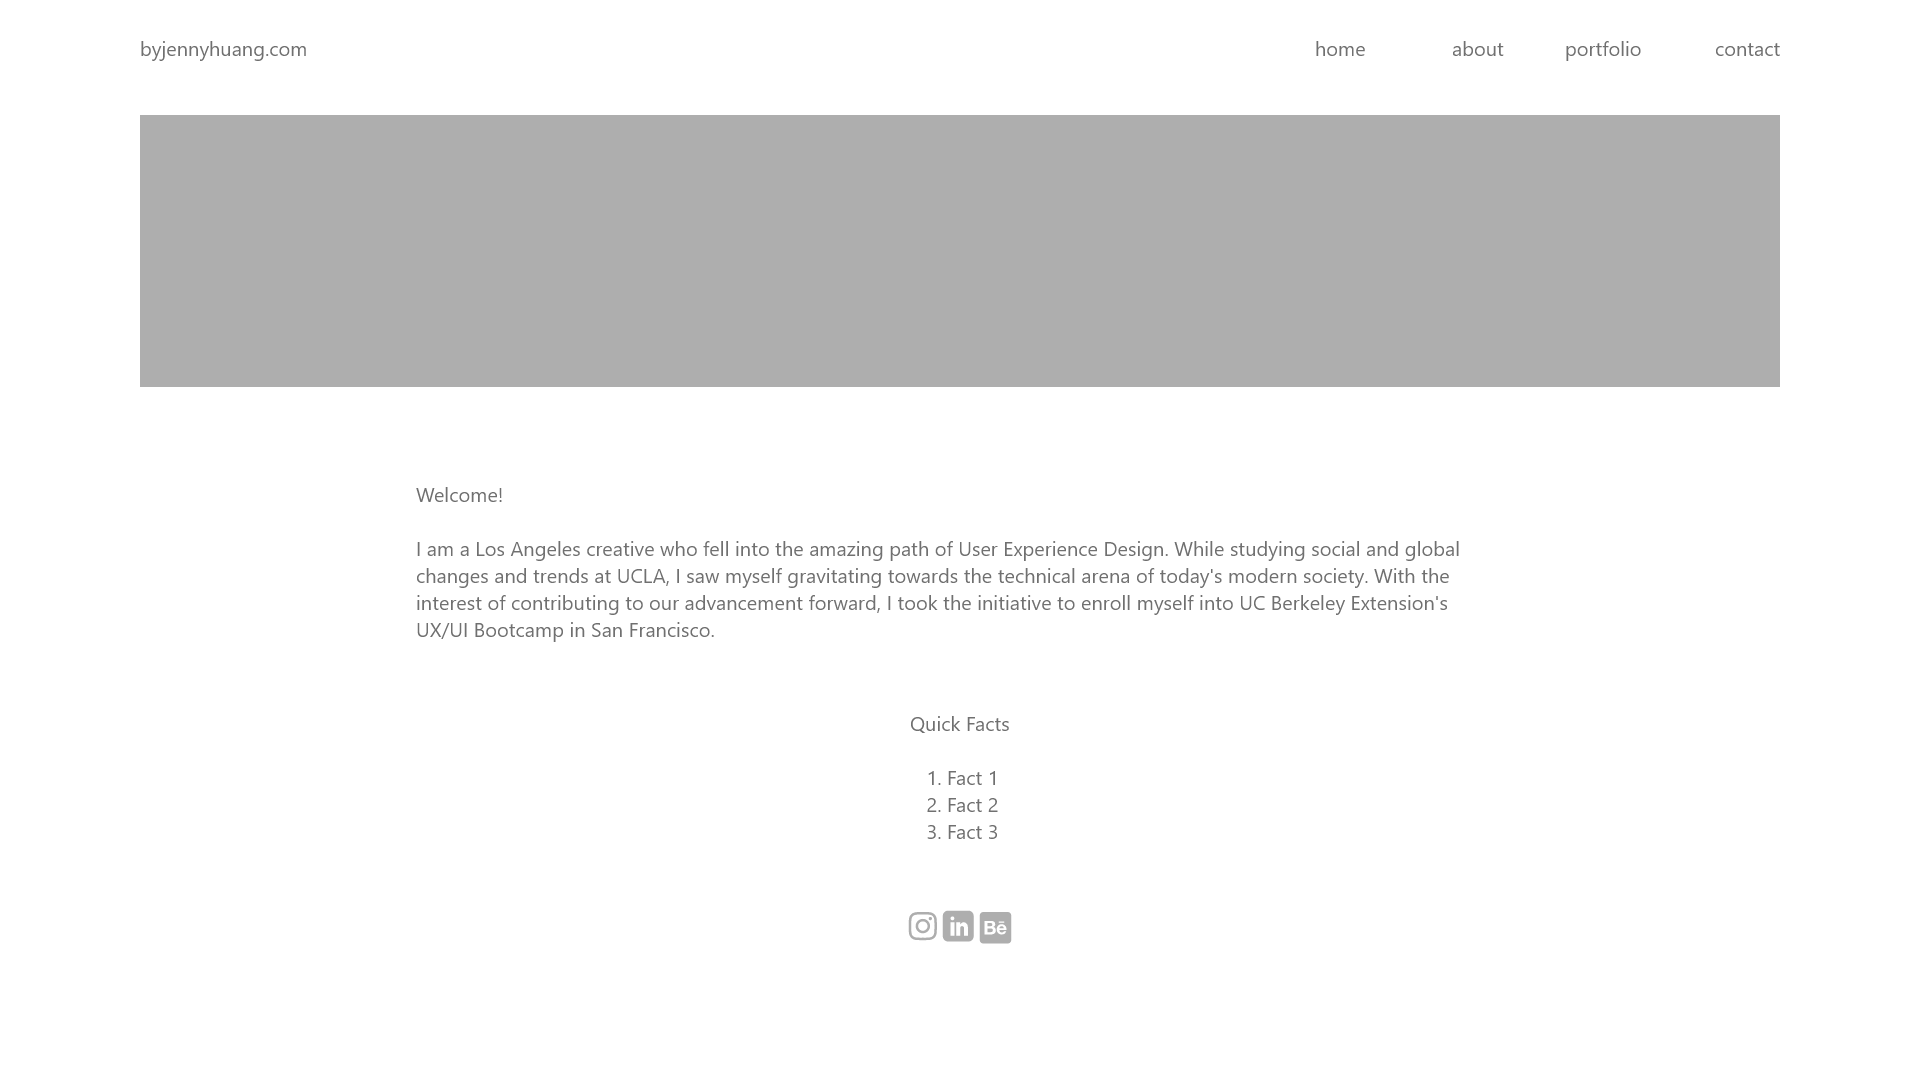 byjennyhuang.com
home about portfolio contact
Welcome!
I am a Los Angeles creative who fell into the amazing path of User Experience Design. While studying social and global
changes and trends at UCLA, I saw myself gravitating towards the technical arena of today's modern society. With the
interest of contributing to our advancement forward, I took the initiative to enroll myself into UC Berkeley Extension's
UX/UI Bootcamp in San Francisco.
Quick Facts
1. Fact 1
2. Fact 2
3. Fact 3
in Bē